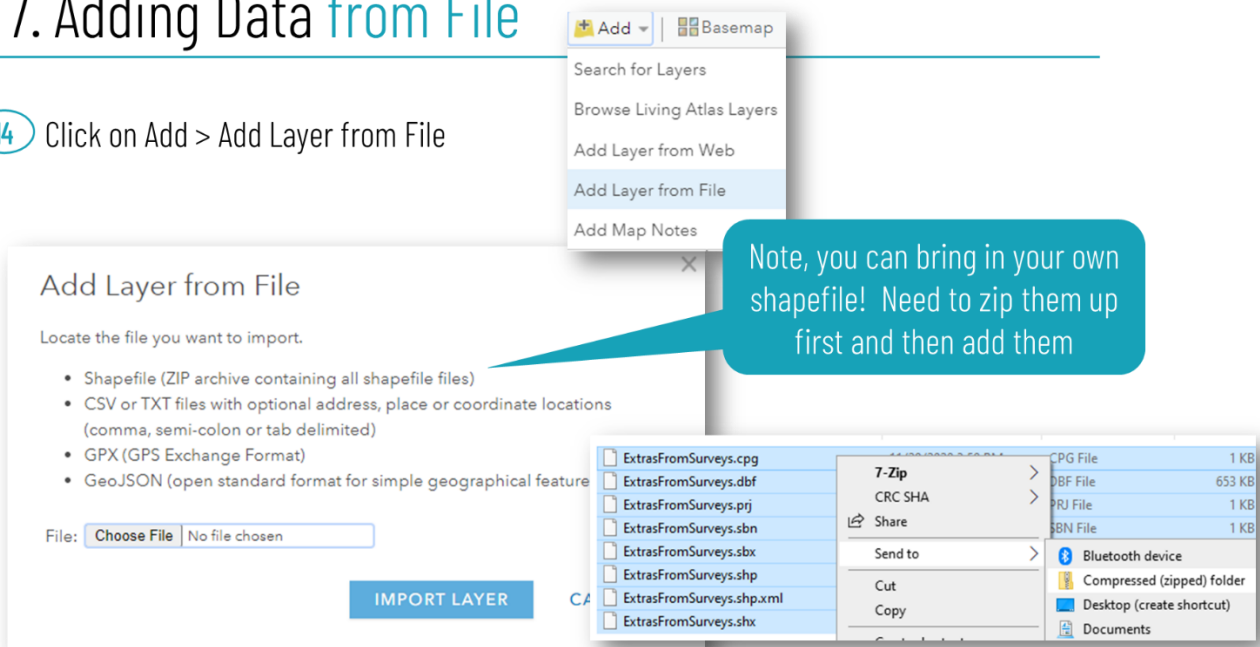 7. Adding Data from File
Add
Basemap
Search for Layers
Browse Living Atlas Layers
Add Layer from Web
Add Layer from File
Add Map Notes
14 Click on Add > Add Layer from File
Note, you can bring in your own
shapefile! Need to zip them up
first and then add them
Add Layer from File
Locate the file you want to import.
• Shapefile (ZIP archive containing all shapefile files)
• CSV or TXT files with optional address, place or coordinate locations
(comma, semi-colon or tab delimited)
• GPX (GPS Exchange Format)
• GeoJSON (open standard format for simple geographical feature
File: Choose File No file chosen
IMPORT LAYER
CA
ExtrasFromSurveys.cpg CPG File 1 KB
ExtrasFromSurveys.dbf DBF File 653 KB
ExtrasFromSurveys.prj PRJ File 1 KB
ExtrasFromSurveys.sbn SBN File 1 KB
ExtrasFromSurveys.sbx
ExtrasFromSurveys.shp
ExtrasFromSurveys.shp.xml
ExtrasFromSurveys.shx
7-Zip
CRC SHA
Share
Send to
Cut
Copy
Bluetooth device
Compressed (zipped) folder
Desktop (create shortcut)
Documents